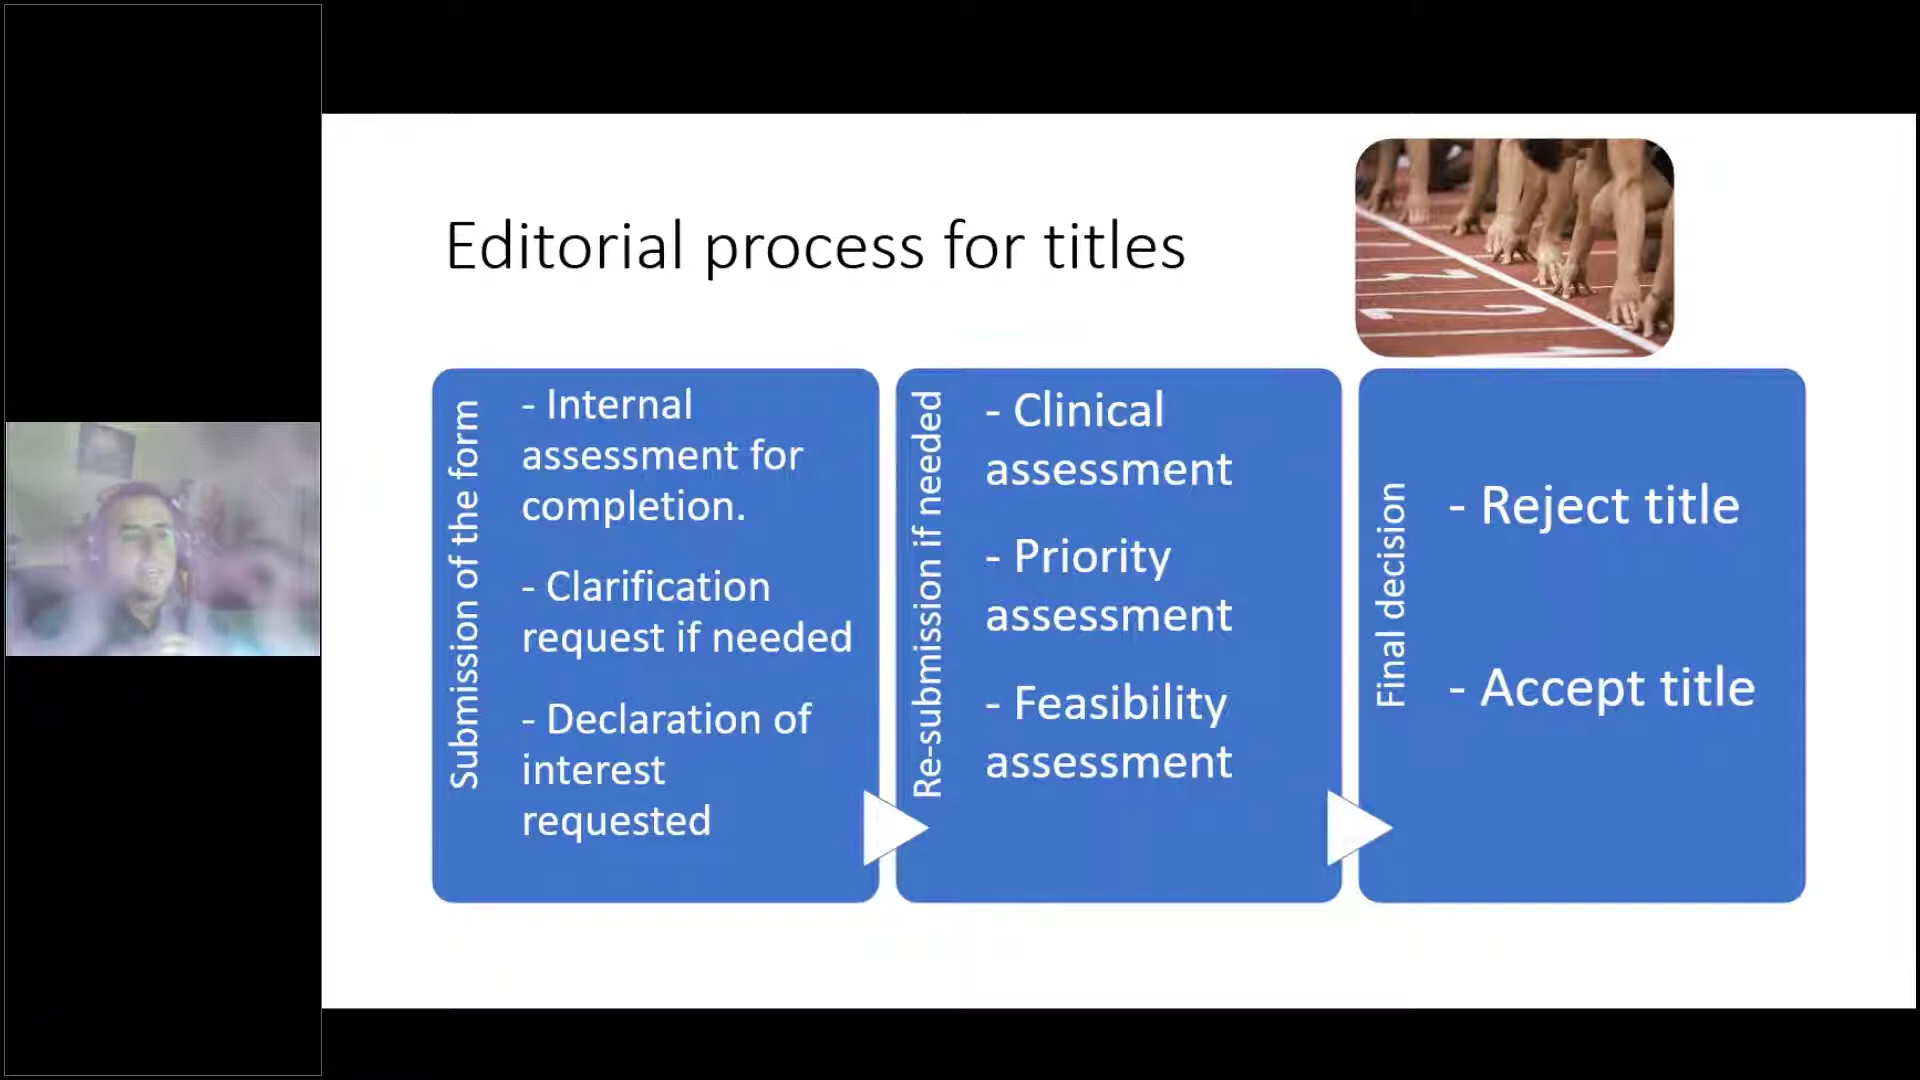 Editorial process for titles
Submission of the form
- Internal
assessment for
completion.
- Clarification
request if needed
- Declaration of
interest
requested
Re-submission if needed
- Clinical
assessment
- Priority
assessment
- Feasibility
assessment
Final decision
- Reject title
- Accept title
2